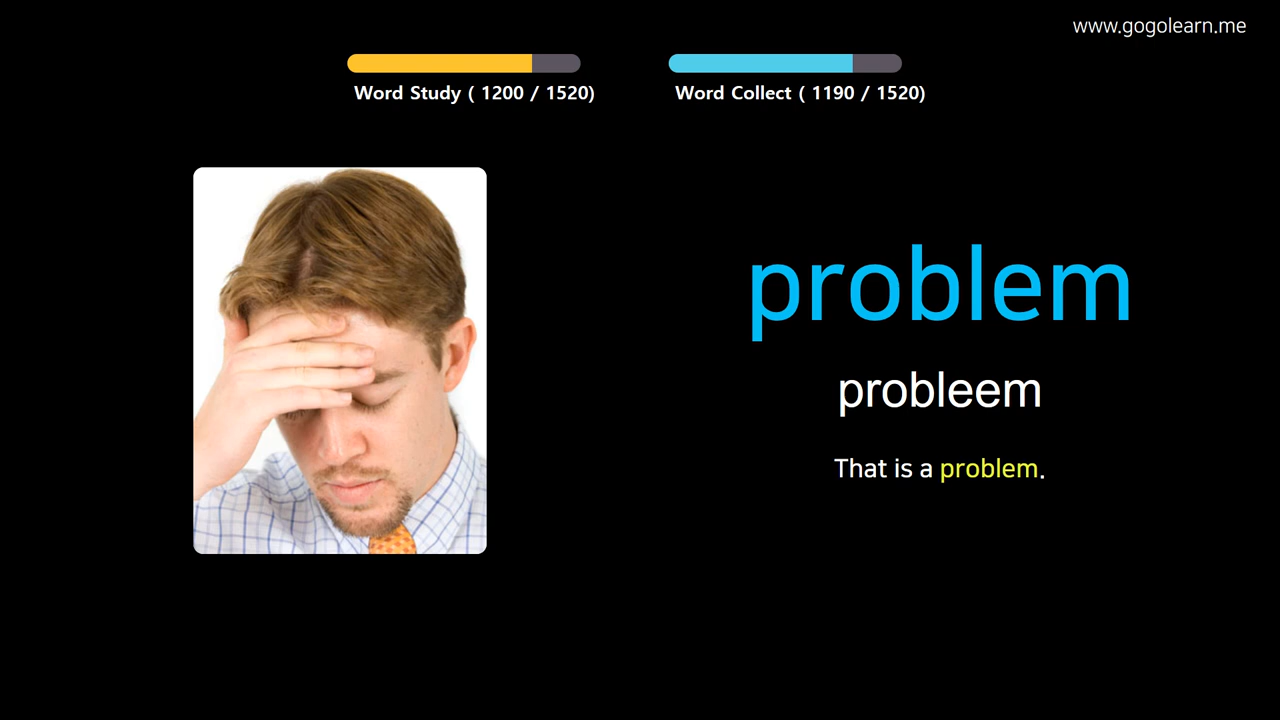 www.gogolearn.me
Word Study ( 1200 / 1520)
Word Collect ( 1190 / 1520)
problem
probleem
That is a problem.